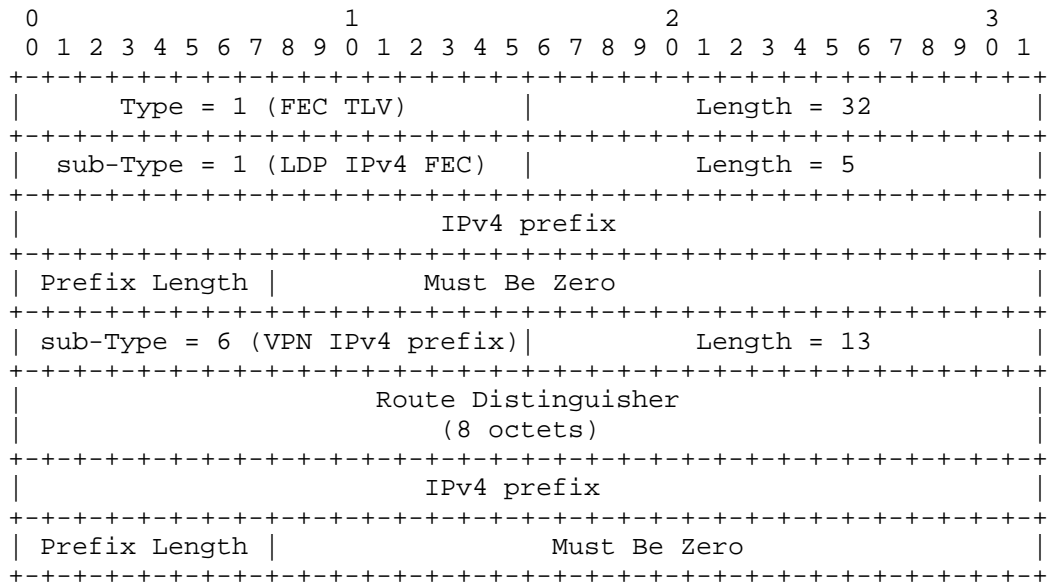 0                   1                   2                   3
 0 1 2 3 4 5 6 7 8 9 0 1 2 3 4 5 6 7 8 9 0 1 2 3 4 5 6 7 8 9 0 1
+-+-+-+-+-+-+-+-+-+-+-+-+-+-+-+-+-+-+-+-+-+-+-+-+-+-+-+-+-+-+-+-+
|      Type = 1 (FEC TLV)       |          Length = 32          |
+-+-+-+-+-+-+-+-+-+-+-+-+-+-+-+-+-+-+-+-+-+-+-+-+-+-+-+-+-+-+-+-+
|  sub-Type = 1 (LDP IPv4 FEC)  |          Length = 5           |
+-+-+-+-+-+-+-+-+-+-+-+-+-+-+-+-+-+-+-+-+-+-+-+-+-+-+-+-+-+-+-+-+
|                          IPv4 prefix                          |
+-+-+-+-+-+-+-+-+-+-+-+-+-+-+-+-+-+-+-+-+-+-+-+-+-+-+-+-+-+-+-+-+
| Prefix Length |         Must Be Zero                          |
+-+-+-+-+-+-+-+-+-+-+-+-+-+-+-+-+-+-+-+-+-+-+-+-+-+-+-+-+-+-+-+-+
| sub-Type = 6 (VPN IPv4 prefix)|          Length = 13          |
+-+-+-+-+-+-+-+-+-+-+-+-+-+-+-+-+-+-+-+-+-+-+-+-+-+-+-+-+-+-+-+-+
|                      Route Distinguisher                      |
|                          (8 octets)                           |
+-+-+-+-+-+-+-+-+-+-+-+-+-+-+-+-+-+-+-+-+-+-+-+-+-+-+-+-+-+-+-+-+
|                         IPv4 prefix                           |
+-+-+-+-+-+-+-+-+-+-+-+-+-+-+-+-+-+-+-+-+-+-+-+-+-+-+-+-+-+-+-+-+
| Prefix Length |                 Must Be Zero                  |
+-+-+-+-+-+-+-+-+-+-+-+-+-+-+-+-+-+-+-+-+-+-+-+-+-+-+-+-+-+-+-+-+